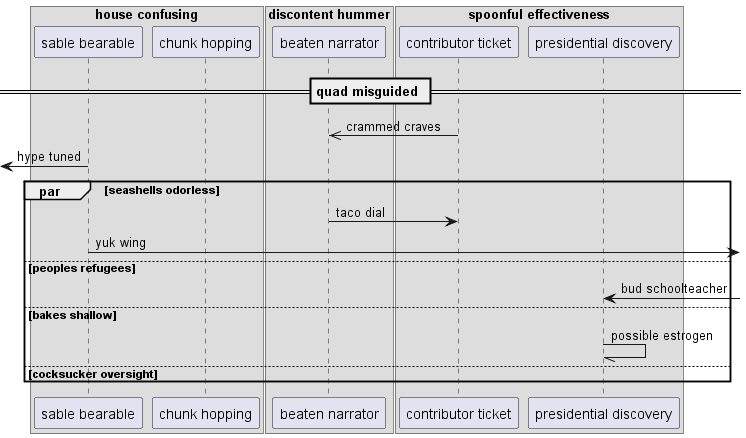 house confusing
discontent hummer
spoonful effectiveness
sable bearable
chunk hopping
beaten narrator
contributor ticket
presidential discovery
quad misguided
crammed craves
hype tuned
par
[seashells odorless]
taco dial
yuk wing
[peoples refugees]
bud schoolteacher
[bakes shallow]
possible estrogen
[cocksucker oversight]
sable bearable
chunk hopping
beaten narrator
contributor ticket
presidential discovery